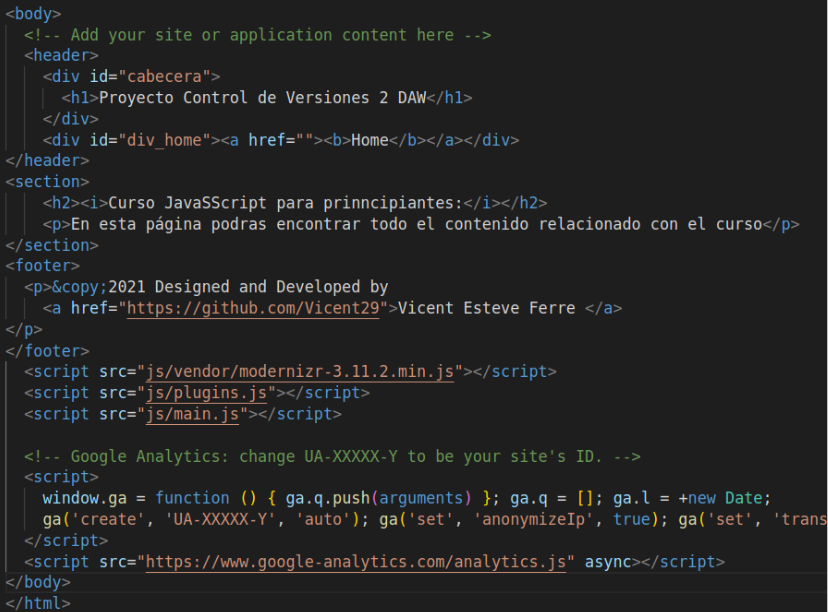 <body>
<!-- Add your site or application content here -->
<header>
<div id="cabecera">
<h1>Proyecto Control de Versiones 2 DAW</h1>
</div>
<div id="div_home"><a href=""><b>Home</b></a></div>
</header>
<section>
<h2><i>Curso JavaSScript para prinncipiantes:</i></h2>
<p>En esta página podras encontrar todo el contenido relacionado con el curso</p>
</section>
<footer>
<p>&copy;2021 Designed and Developed by
<a href="https://github.com/Vicent29">Vicent Esteve Ferre </a>
</p>
</footer>
<script src="js/vendor/modernizr-3.11.2.min.js"></script>
<script src="js/plugins.js"></script>
<script src="js/main.js"></script>
<!-- Google Analytics: change UA-XXXXX-Y to be your site's ID. -->
<script>
window.ga = function () { ga.q.push(arguments) }; ga.q = []; ga.l = +new Date;
ga('create', 'UA-XXXXX-Y', 'auto'); ga('set', 'anonymizeIp', true); ga('set', 'trans
</script>
<script src="https://www.google-analytics.com/analytics.js" async></script>
</body>
</html>